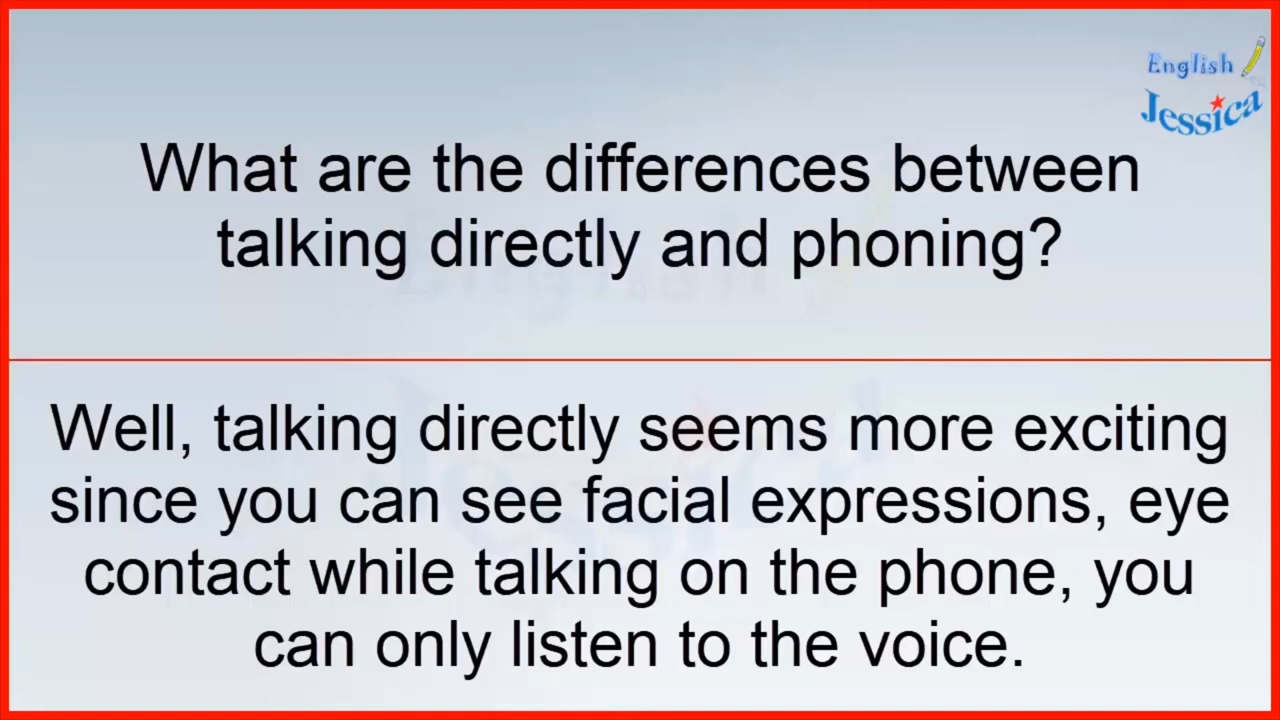 English
Jessica
What are the differences between
talking directly and phoning?
Well, talking directly seems more exciting
since you can see facial expressions, eye
contact while talking on the phone, you
can only listen to the voice.